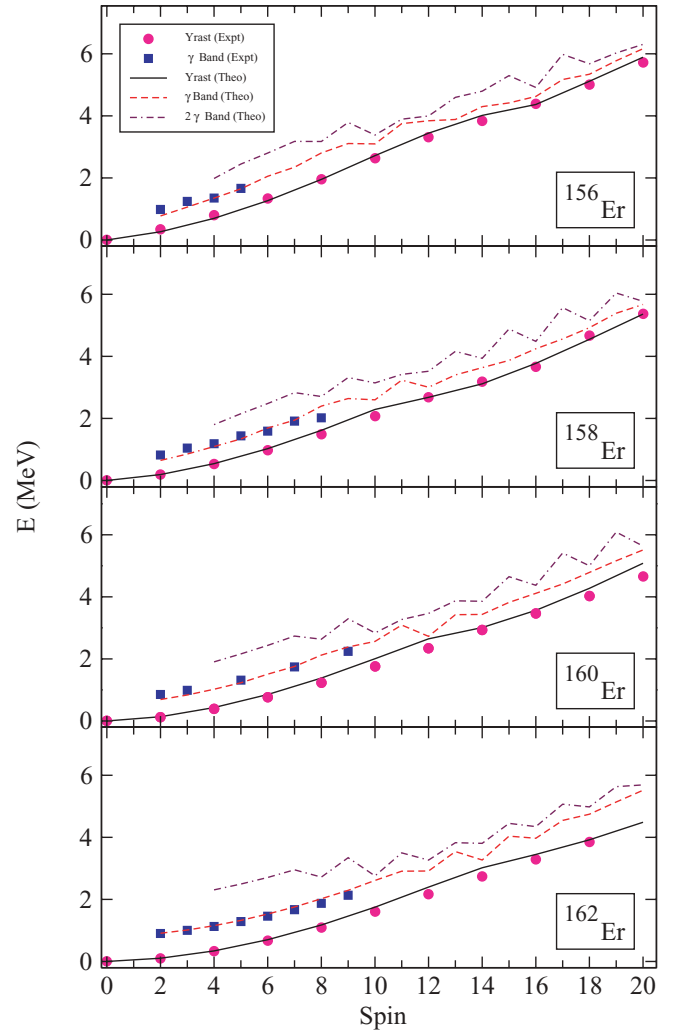 Yrast (Expt)
γ Band (Expt)
Yrast (Theo)
γ Band (Theo)
2 γ Band (Theo)
6
4
2
0
156Er
6
4
2
0
158Er
E (MeV)
6
4
2
0
160Er
6
4
2
0
162Er
0 2 4 6 8 10 12 14 16 18 20
Spin